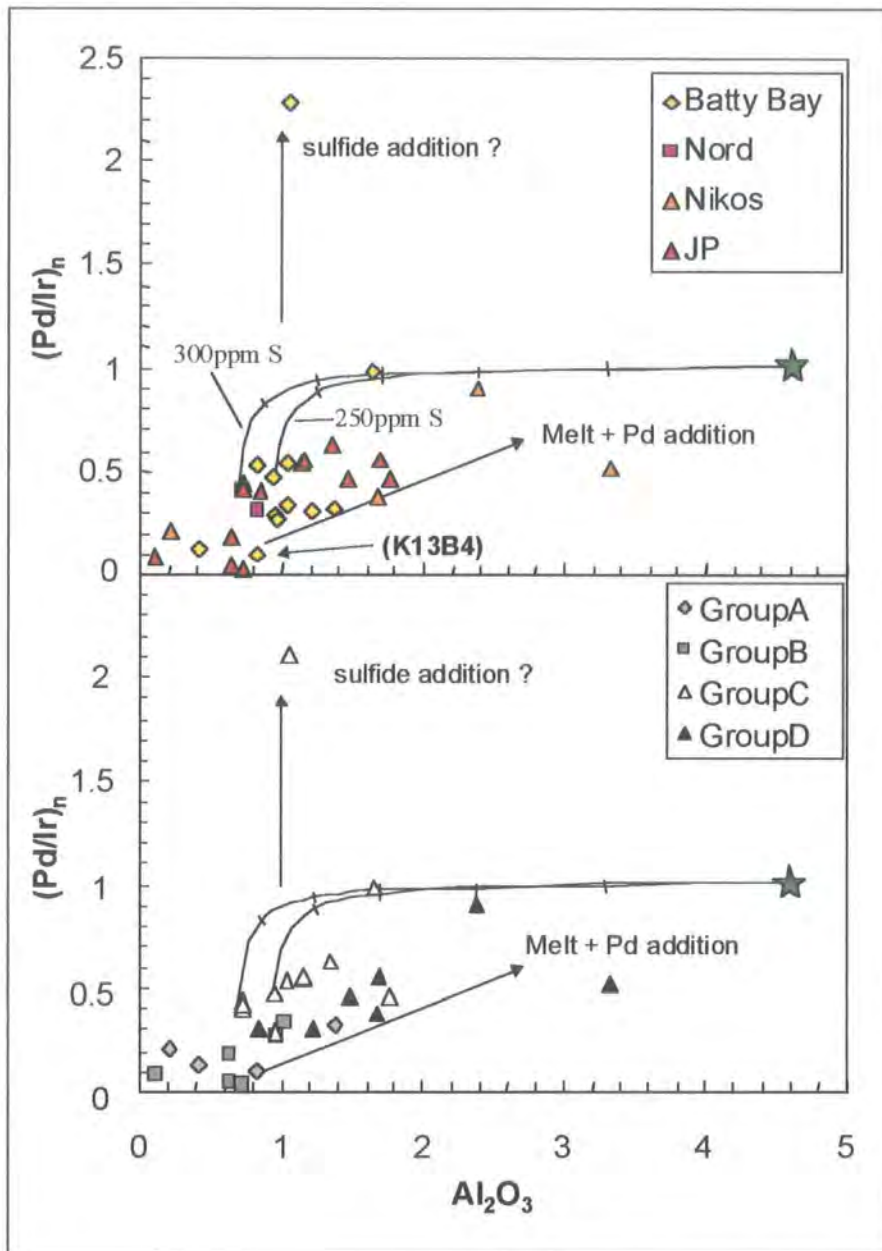 2.5
Batty Bay
Nord
Nikos
JP
sulfide addition ?
2
1.5
(Pd/Ir)n
300ppm S
1
250ppm S
Melt + Pd addition
0.5
(K13B4)
0
GroupA
GroupB
GroupC
GroupD
2
sulfide addition ?
(Pd/Ir)n
1
Melt + Pd addition
0.5
0
0 1 2 3 4 5
Al₂O₃